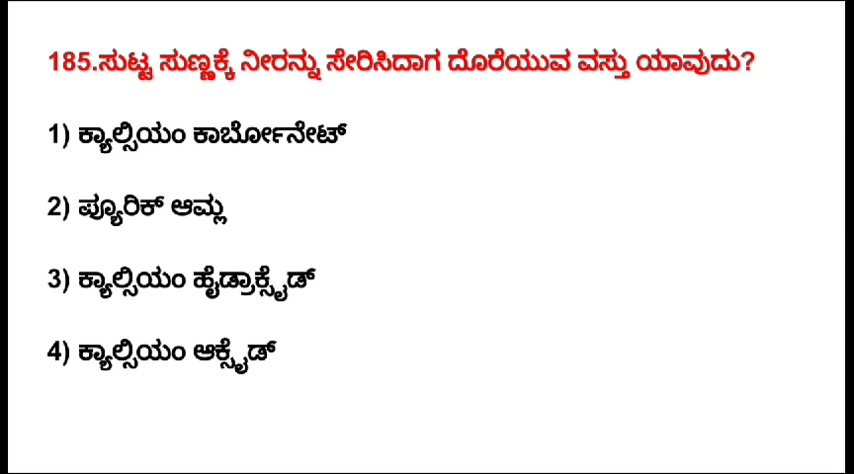 185.ಸುಟ್ಟ ಸುಣ್ಣಕ್ಕೆ ನೀರನ್ನು ಸೇರಿಸಿದಾಗ ದೊರೆಯುವ ವಸ್ತು ಯಾವುದು?
1) ಕ್ಯಾಲ್ಸಿಯಂ ಕಾರ್ಬೋನೇಟ್
2) ಪ್ಯೂರಿಕ್ ಆಮ್ಲ
3) ಕ್ಯಾಲ್ಸಿಯಂ ಹೈಡ್ರಾಕ್ಸೈಡ್
4) ಕ್ಯಾಲ್ಸಿಯಂ ಆಕ್ಸೈಡ್